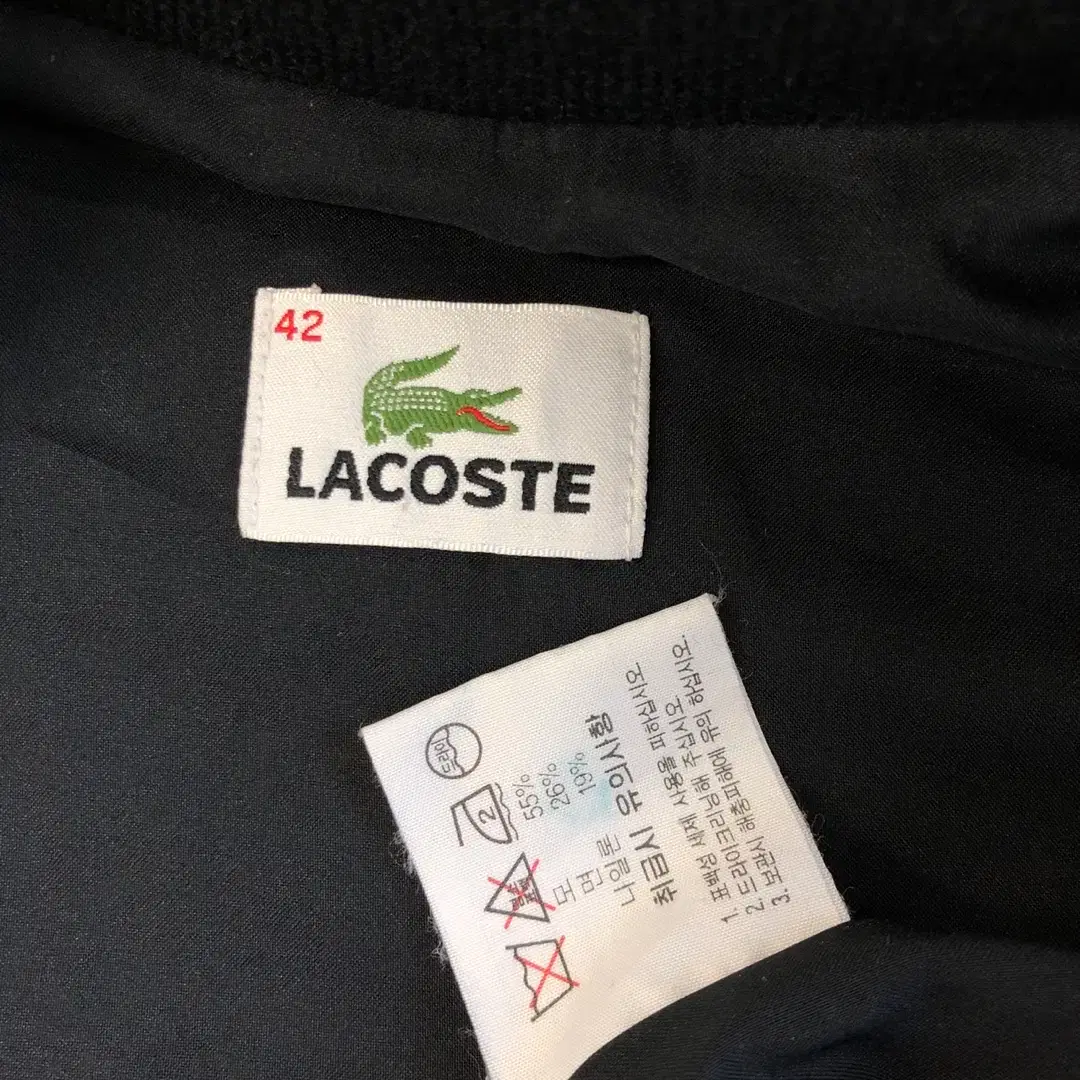 42
LACOSTE
드라이
2
모 55%
면 26%
나 일 론 19%
취급시 유의사항
1. 표백성 세제 사용을 피하십시오
2. 드라이크리닝해 주십시오
3. 보관시 해충피해에 유의 하십시오.